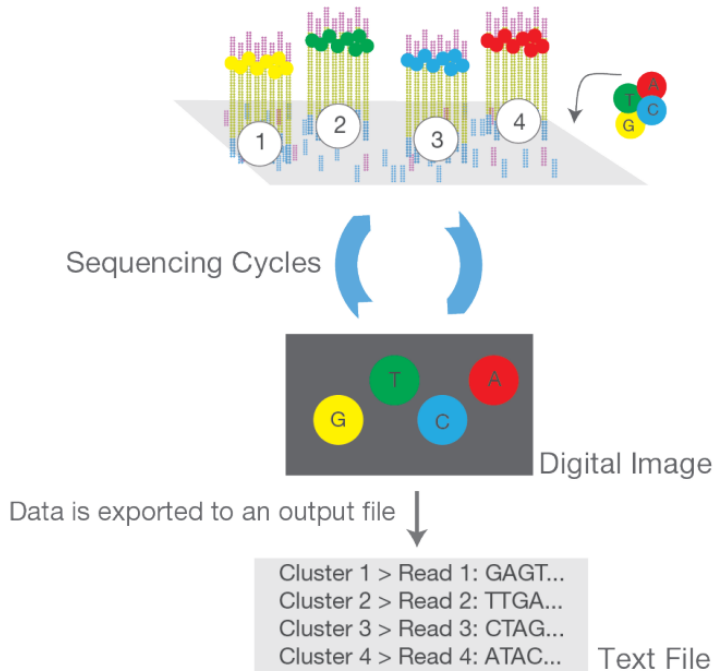 1
2
3
4
A
T
C
G
Sequencing Cycles
T
A
G
C
Digital Image
Data is exported to an output file
Cluster 1 > Read 1: GAGT...
Cluster 2 > Read 2: TTGA...
Cluster 3 > Read 3: CTAG...
Cluster 4 > Read 4: ATAC...
Text File